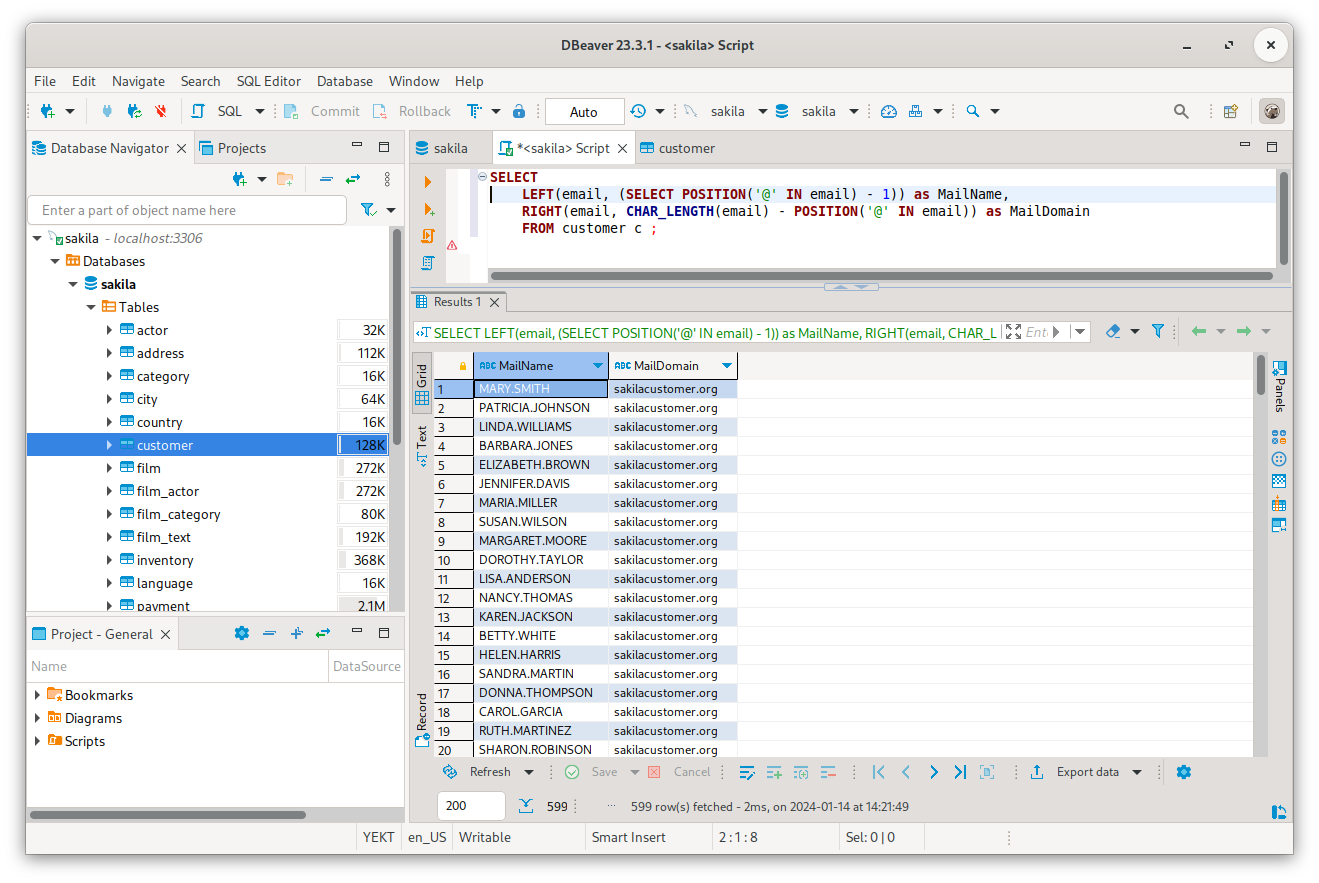 DBeaver 23.3.1 - <sakila> Script
File Edit Navigate Search SQL Editor Database Window Help
SQL Commit Rollback Auto sakila sakila
Database Navigator Projects
Enter a part of object name here
sakila - localhost:3306
Databases
sakila
Tables
actor 32K
address 112K
category 16K
city 64K
country 16K
customer 128K
film 272K
film_actor 272K
film_category 80K
film_text 192K
inventory 368K
language 16K
payment 2.1M
Project - General
Name DataSource
Bookmarks
Diagrams
Scripts
sakila *<sakila> Script customer
SELECT
LEFT(email, (SELECT POSITION('@' IN email) - 1)) as MailName,
RIGHT(email, CHAR_LENGTH(email) - POSITION('@' IN email)) as MailDomain
FROM customer c ;
Results 1
SELECT LEFT(email, (SELECT POSITION('@' IN email) - 1)) as MailName, RIGHT(email, CHAR_L Ent
Grid
Text
Record
Panels
ABC MailName ABC MailDomain
1 MARY.SMITH sakilacustomer.org
2 PATRICIA.JOHNSON sakilacustomer.org
3 LINDA.WILLIAMS sakilacustomer.org
4 BARBARA.JONES sakilacustomer.org
5 ELIZABETH.BROWN sakilacustomer.org
6 JENNIFER.DAVIS sakilacustomer.org
7 MARIA.MILLER sakilacustomer.org
8 SUSAN.WILSON sakilacustomer.org
9 MARGARET.MOORE sakilacustomer.org
10 DOROTHY.TAYLOR sakilacustomer.org
11 LISA.ANDERSON sakilacustomer.org
12 NANCY.THOMAS sakilacustomer.org
13 KAREN.JACKSON sakilacustomer.org
14 BETTY.WHITE sakilacustomer.org
15 HELEN.HARRIS sakilacustomer.org
16 SANDRA.MARTIN sakilacustomer.org
17 DONNA.THOMPSON sakilacustomer.org
18 CAROL.GARCIA sakilacustomer.org
19 RUTH.MARTINEZ sakilacustomer.org
20 SHARON.ROBINSON sakilacustomer.org
Refresh Save Cancel Export data
200 599 ... 599 row(s) fetched - 2ms, on 2024-01-14 at 14:21:49
YEKT en_US Writable Smart Insert 2 : 1 : 8 Sel: 0 | 0